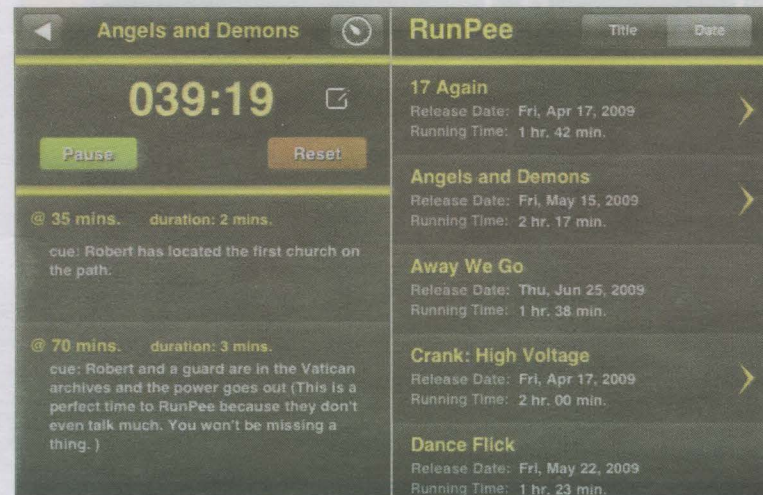 Angels and Demons
039:19
Pause
Reset
@ 35 mins. duration: 2 mins.
cue: Robert has located the first church on
the path.
@ 70 mins. duration: 3 mins.
cue: Robert and a guard are in the Vatican
archives and the power goes out (This is a
perfect time to RunPee because they don't
even talk much. You won't be missing a
thing. )
RunPee
Title
Date
17 Again
Release Date: Fri, Apr 17, 2009
Running Time: 1 hr. 42 min.
Angels and Demons
Release Date: Fri, May 15, 2009
Running Time: 2 hr. 17 min.
Away We Go
Release Date: Thu, Jun 25, 2009
Running Time: 1 hr. 38 min.
Crank: High Voltage
Release Date: Fri, Apr 17, 2009
Running Time: 2 hr. 00 min.
Dance Flick
Release Date: Fri, May 22, 2009
Running Time: 1 hr. 23 min.